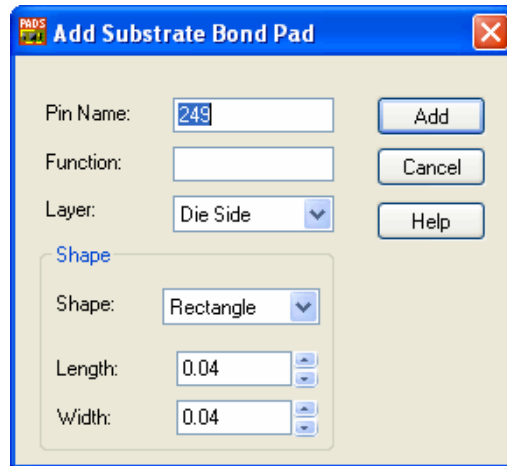 PADS
Add Substrate Bond Pad
Pin Name:
249
Add
Function:
Cancel
Layer:
Die Side
Help
Shape
Shape:
Rectangle
Length:
0.04
Width:
0.04